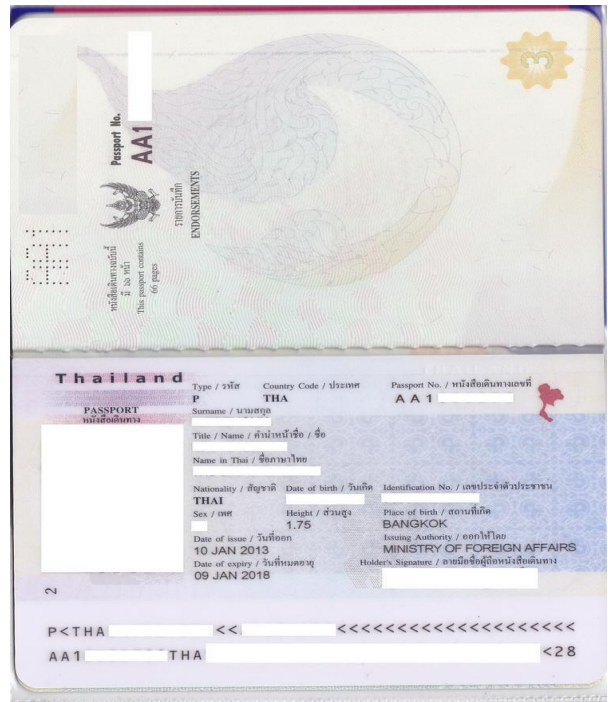 Passport No.
AA1
รายการบันทึก
ENDORSEMENTS
หนังสือเดินทางฉบับนี้
มี ๖๖ หน้า
This passport contains
66 pages
Thailand
PASSPORT
หนังสือเดินทาง
Type / รหัส Country Code / ประเทศ Passport No. / หนังสือเดินทางเลขที่
P THA AA1
Surname / นามสกุล
Title / Name / คำนำหน้าชื่อ / ชื่อ
Name in Thai / ชื่อภาษาไทย
Nationality / สัญชาติ Date of birth / วันเกิด Identification No. / เลขประจำตัวประชาชน
THAI
Sex / เพศ Height / ส่วนสูง Place of birth / สถานที่เกิด
1.75 BANGKOK
Date of issue / วันที่ออก Issuing Authority / ออกให้โดย
10 JAN 2013 MINISTRY OF FOREIGN AFFAIRS
Date of expiry / วันที่หมดอายุ Holder's Signature / ลายมือชื่อผู้ถือหนังสือเดินทาง
09 JAN 2018
2
P<THA << <<<<<<<<<<<<<<<<<<<<<
AA1 THA <28